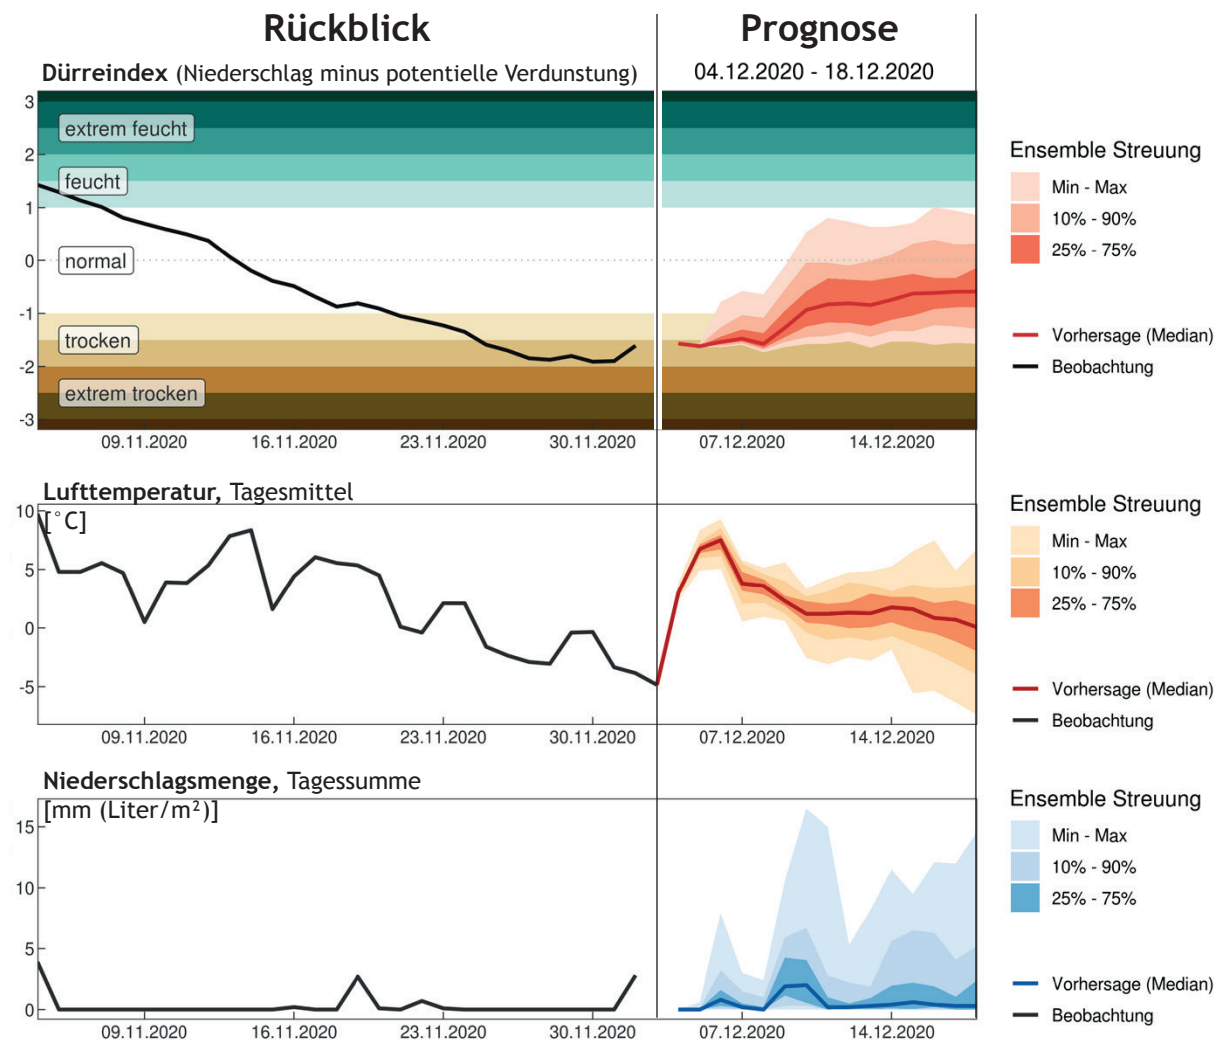 Rückblick
Prognose
Dürreindex (Niederschlag minus potentielle Verdunstung)
04.12.2020 - 18.12.2020
3
2
1
0
-1
-2
-3
extrem feucht
feucht
normal
trocken
extrem trocken
09.11.2020
16.11.2020
23.11.2020
30.11.2020
07.12.2020
14.12.2020
Ensemble Streuung
Min - Max
10% - 90%
25% - 75%
Vorhersage (Median)
Beobachtung
Lufttemperatur, Tagesmittel
[°C]
10
5
0
-5
09.11.2020
16.11.2020
23.11.2020
30.11.2020
07.12.2020
14.12.2020
Ensemble Streuung
Min - Max
10% - 90%
25% - 75%
Vorhersage (Median)
Beobachtung
Niederschlagsmenge, Tagessumme
[mm (Liter/m²)]
15
10
5
0
09.11.2020
16.11.2020
23.11.2020
30.11.2020
07.12.2020
14.12.2020
Ensemble Streuung
Min - Max
10% - 90%
25% - 75%
Vorhersage (Median)
Beobachtung